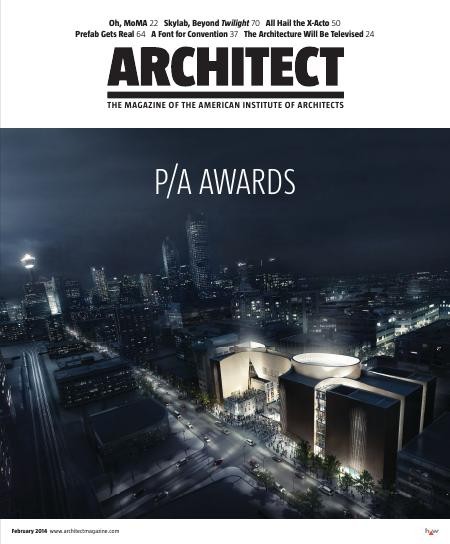 Oh, MoMA 22 Skylab, Beyond Twilight 70 All Hail the X-Acto 50
Prefab Gets Real 64 A Font for Convention 37 The Architecture Will Be Televised 24
ARCHITECT
THE MAGAZINE OF THE AMERICAN INSTITUTE OF ARCHITECTS
P/A AWARDS
February 2014 www.architectmagazine.com